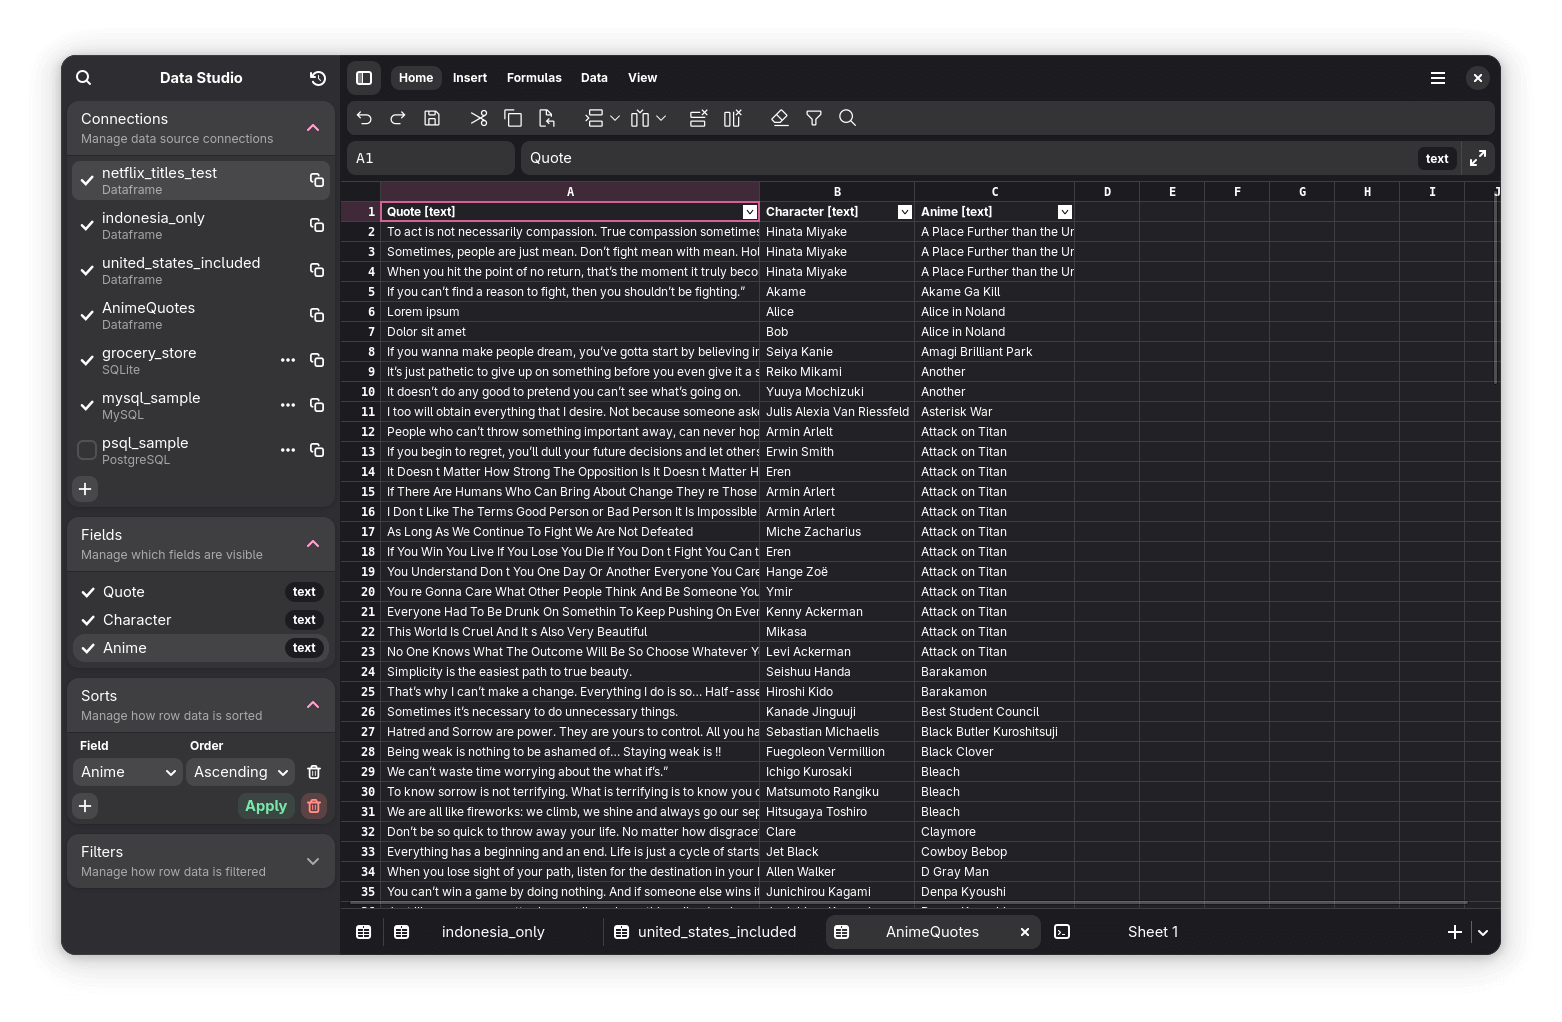 Data Studio
Connections
Manage data source connections
netflix_titles_test
Dataframe
indonesia_only
Dataframe
united_states_included
Dataframe
AnimeQuotes
Dataframe
grocery_store
SQLite
mysql_sample
MySQL
psql_sample
PostgreSQL
Fields
Manage which fields are visible
Quote text
Character text
Anime text
Sorts
Manage how row data is sorted
Field Order
Anime Ascending
Apply
Filters
Manage how row data is filtered
Home Insert Formulas Data View
A1 Quote text
A B C D E F G H I J
1 Quote [text] Character [text] Anime [text]
2 To act is not necessarily compassion. True compassion sometimes Hinata Miyake A Place Further than the Un
3 Sometimes, people are just mean. Don’t fight mean with mean. Hol Hinata Miyake A Place Further than the Un
4 When you hit the point of no return, that’s the moment it truly beco Hinata Miyake A Place Further than the Un
5 If you can’t find a reason to fight, then you shouldn’t be fighting.” Akame Akame Ga Kill
6 Lorem ipsum Alice Alice in Noland
7 Dolor sit amet Bob Alice in Noland
8 If you wanna make people dream, you’ve gotta start by believing in Seiya Kanie Amagi Brilliant Park
9 It’s just pathetic to give up on something before you even give it a s Reiko Mikami Another
10 It doesn’t do any good to pretend you can’t see what’s going on. Yuuya Mochizuki Another
11 I too will obtain everything that I desire. Not because someone aske Julis Alexia Van Riessfeld Asterisk War
12 People who can’t throw something important away, can never hop Armin Arlelt Attack on Titan
13 If you begin to regret, you’ll dull your future decisions and let others Erwin Smith Attack on Titan
14 It Doesn t Matter How Strong The Opposition Is It Doesn t Matter H Eren Attack on Titan
15 If There Are Humans Who Can Bring About Change They re Those Armin Arlert Attack on Titan
16 I Don t Like The Terms Good Person or Bad Person It Is Impossible Armin Arlert Attack on Titan
17 As Long As We Continue To Fight We Are Not Defeated Miche Zacharius Attack on Titan
18 If You Win You Live If You Lose You Die If You Don t Fight You Can t Eren Attack on Titan
19 You Understand Don t You One Day Or Another Everyone You Care Hange Zoë Attack on Titan
20 You re Gonna Care What Other People Think And Be Someone You Ymir Attack on Titan
21 Everyone Had To Be Drunk On Somethin To Keep Pushing On Ever Kenny Ackerman Attack on Titan
22 This World Is Cruel And It s Also Very Beautiful Mikasa Attack on Titan
23 No One Knows What The Outcome Will Be So Choose Whatever Y Levi Ackerman Attack on Titan
24 Simplicity is the easiest path to true beauty. Seishuu Handa Barakamon
25 That’s why I can’t make a change. Everything I do is so… Half-asse Hiroshi Kido Barakamon
26 Sometimes it’s necessary to do unnecessary things. Kanade Jinguuji Best Student Council
27 Hatred and Sorrow are power. They are yours to control. All you ha Sebastian Michaelis Black Butler Kuroshitsuji
28 Being weak is nothing to be ashamed of… Staying weak is !! Fuegoleon Vermillion Black Clover
29 We can’t waste time worrying about the what if’s.” Ichigo Kurosaki Bleach
30 To know sorrow is not terrifying. What is terrifying is to know you c Matsumoto Rangiku Bleach
31 We are all like fireworks: we climb, we shine and always go our sep Hitsugaya Toshiro Bleach
32 Don’t be so quick to throw away your life. No matter how disgrace Clare Claymore
33 Everything has a beginning and an end. Life is just a cycle of starts Jet Black Cowboy Bebop
34 When you lose sight of your path, listen for the destination in your Allen Walker D Gray Man
35 You can’t win a game by doing nothing. And if someone else wins it Junichirou Kagami Denpa Kyoushi
indonesia_only united_states_included AnimeQuotes Sheet 1